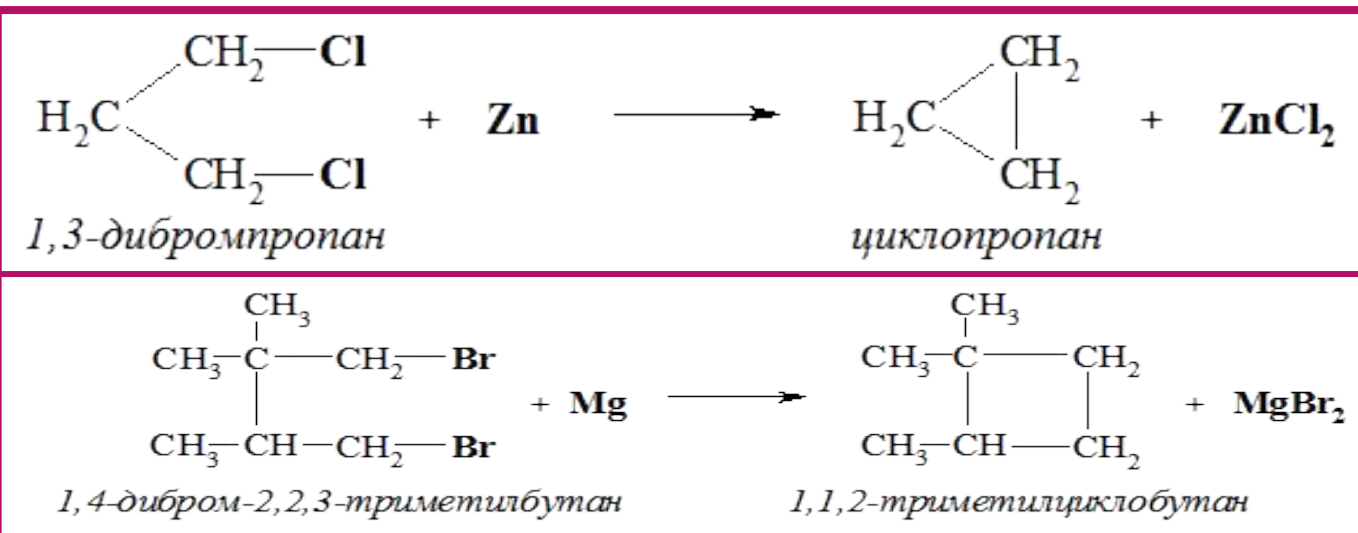 CH₂—Cl
H₂C + Zn → H₂C
CH₂—Cl
CH₂
CH₂
+ ZnCl₂
1,3-дибромпропан
циклопропан
CH₃
CH₃—C—CH₂—Br
+ Mg →
CH₃—CH—CH₂—Br
1,4-дибром-2,2,3-триметилбутан
CH₃
CH₃—C—CH₂
+ MgBr₂
CH₃—CH—CH₂
1,1,2-триметилциклобутан